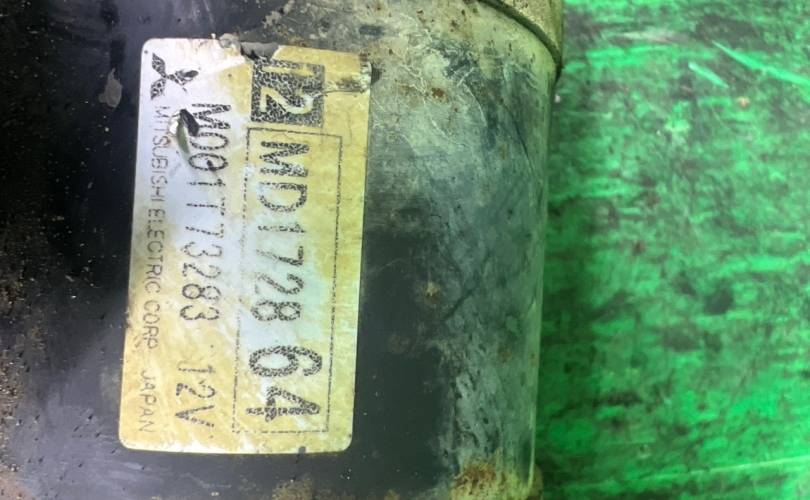 12
MD172864
M001T73283 12V
MITSUBISHI ELECTRIC CORP. JAPAN